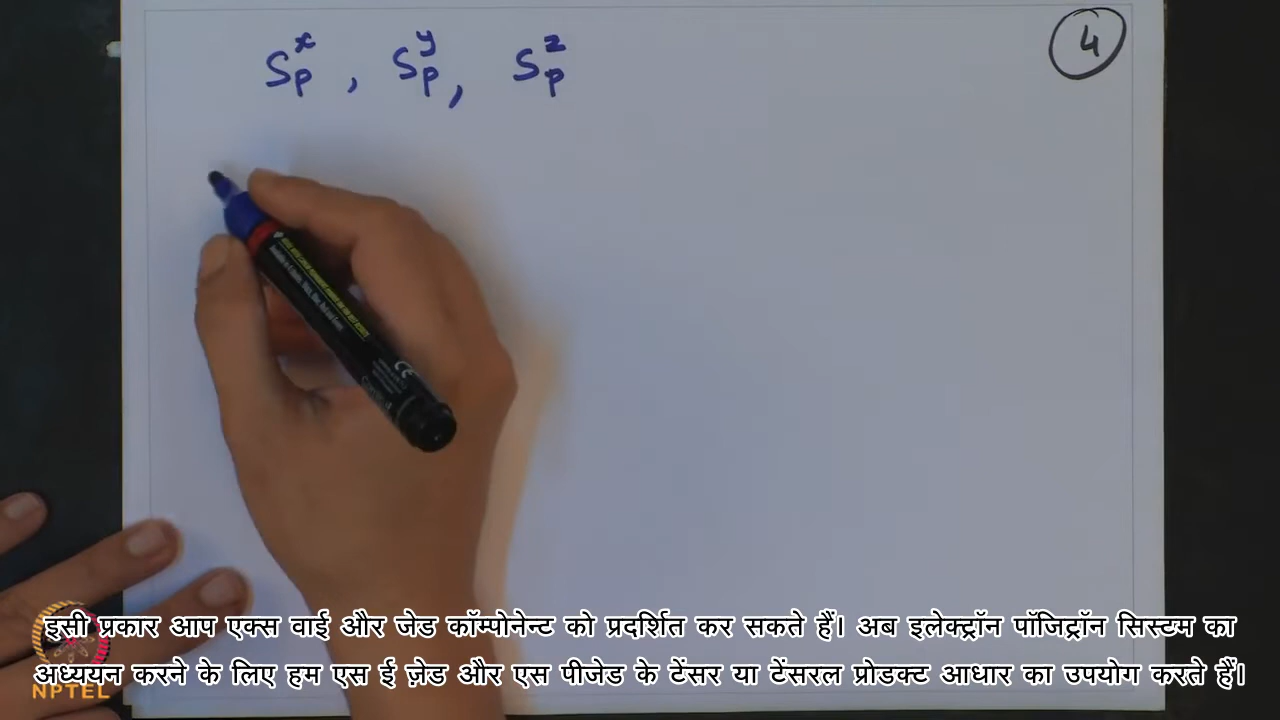 S_p^x , S_p^y , S_p^z
4
इसी प्रकार आप एक्स वाई और जेड कॉम्पोनेन्ट को प्रदर्शित कर सकते हैं। अब इलेक्ट्रॉन पॉजिट्रॉन सिस्टम का
अध्ययन करने के लिए हम एस ई ज़ेड और एस पीजेड के टेंसर या टेंसरल प्रोडक्ट आधार का उपयोग करते हैं।
NPTEL